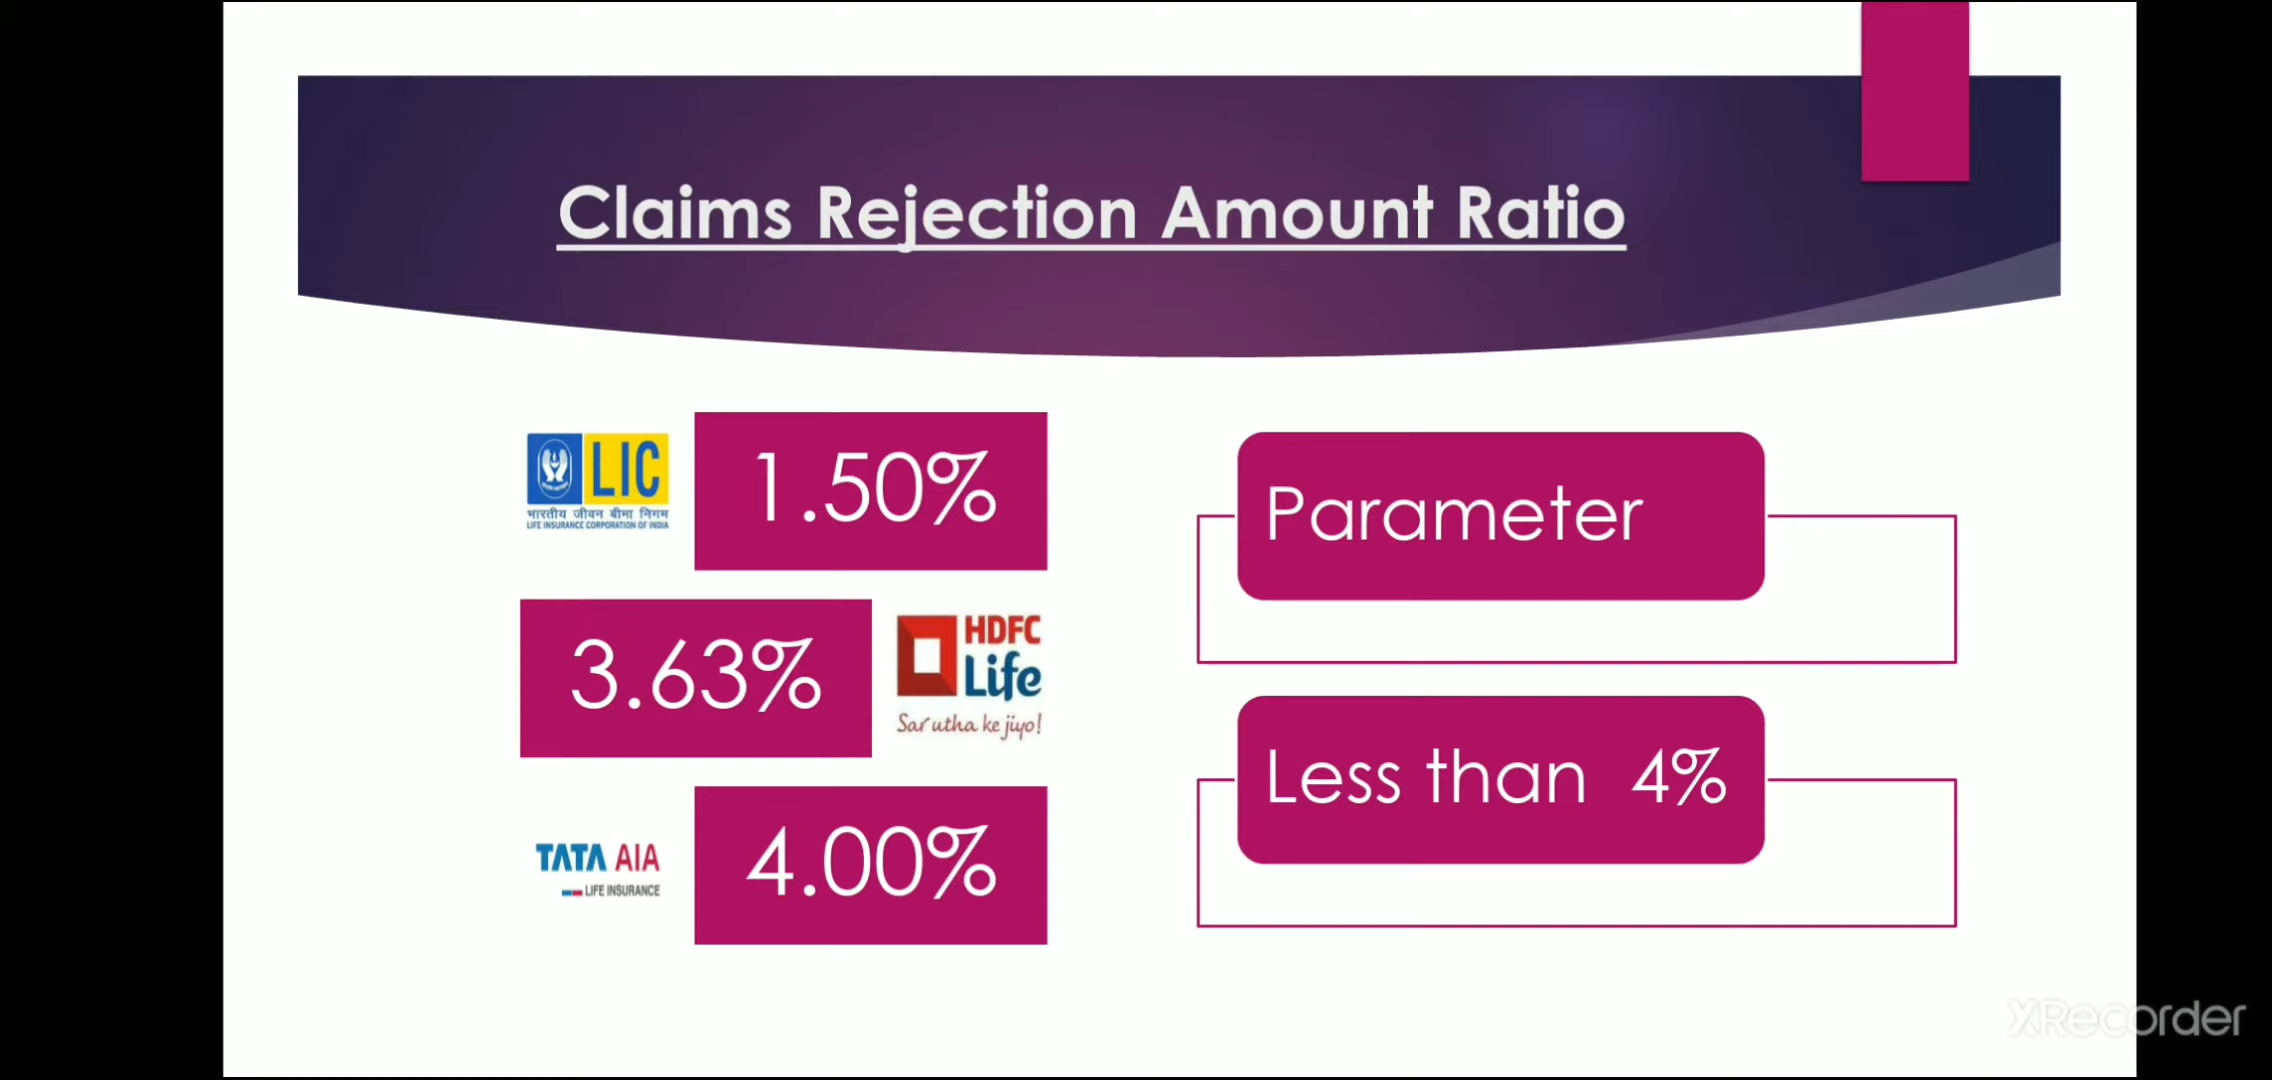 Claims Rejection Amount Ratio
LIC
भारतीय जीवन बीमा निगम
LIFE INSURANCE CORPORATION OF INDIA
1.50%
3.63%
HDFC
Life
Sar utha ke jiyo!
TATA AIA
LIFE INSURANCE
4.00%
Parameter
Less than 4%
XRecorder